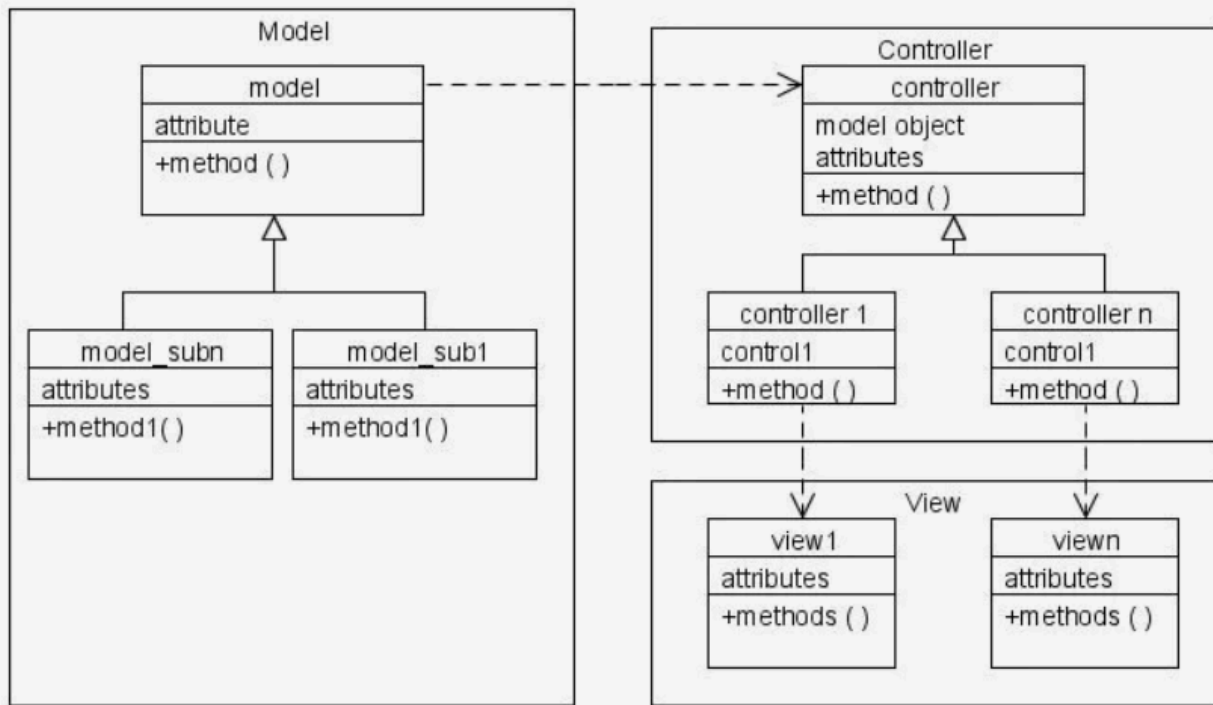 Model
model
attribute
+method ( )
model_subn
attributes
+method1( )
model_sub1
attributes
+method1( )
Controller
controller
model object
attributes
+method ( )
controller 1
control1
+method ( )
controller n
control1
+method ( )
View
view1
attributes
+methods ( )
viewn
attributes
+methods ( )